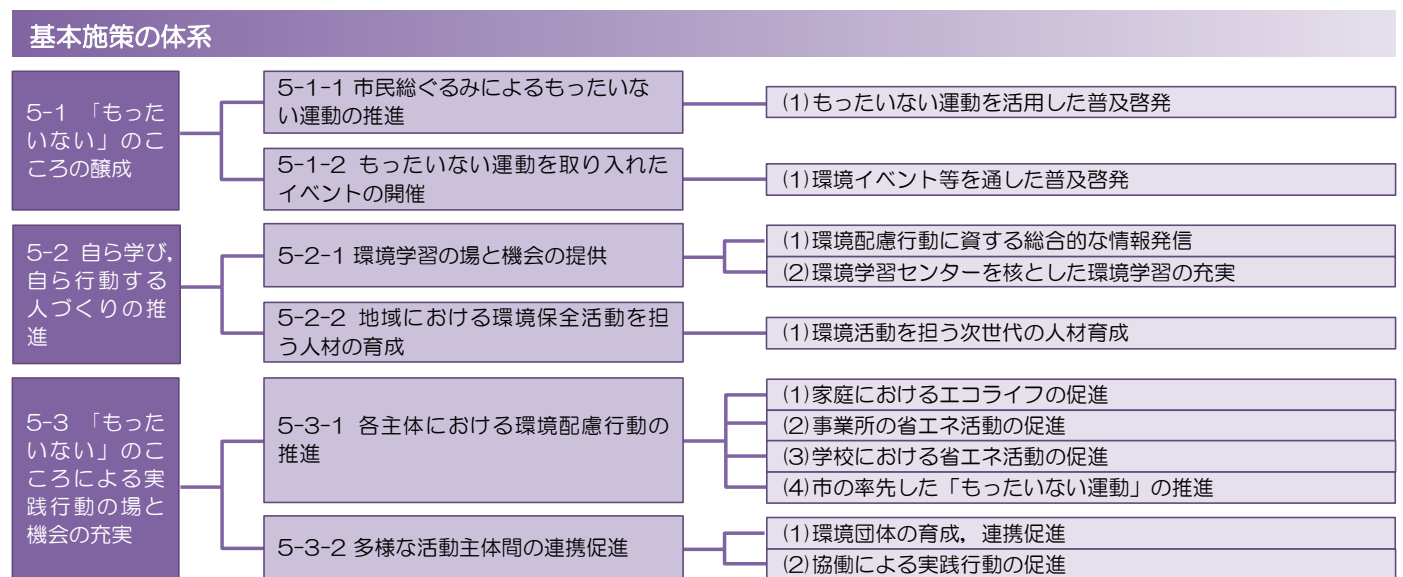 基本施策の体系
5-1 「もった
いない」のこ
ころの醸成
5-1-1 市民総ぐるみによるもったいな
い運動の推進
(1)もったいない運動を活用した普及啓発
5-1-2 もったいない運動を取り入れた
イベントの開催
(1)環境イベント等を通した普及啓発
5-2 自ら学び,
自ら行動する
人づくりの推
進
5-2-1 環境学習の場と機会の提供
(1)環境配慮行動に資する総合的な情報発信
(2)環境学習センターを核とした環境学習の充実
5-2-2 地域における環境保全活動を担
う人材の育成
(1)環境活動を担う次世代の人材育成
5-3 「もった
いない」のこ
ころによる実
践行動の場と
機会の充実
5-3-1 各主体における環境配慮行動の
推進
(1)家庭におけるエコライフの促進
(2)事業所の省エネ活動の促進
(3)学校における省エネ活動の促進
(4)市の率先した「もったいない運動」の推進
5-3-2 多様な活動主体間の連携促進
(1)環境団体の育成，連携促進
(2)協働による実践行動の促進